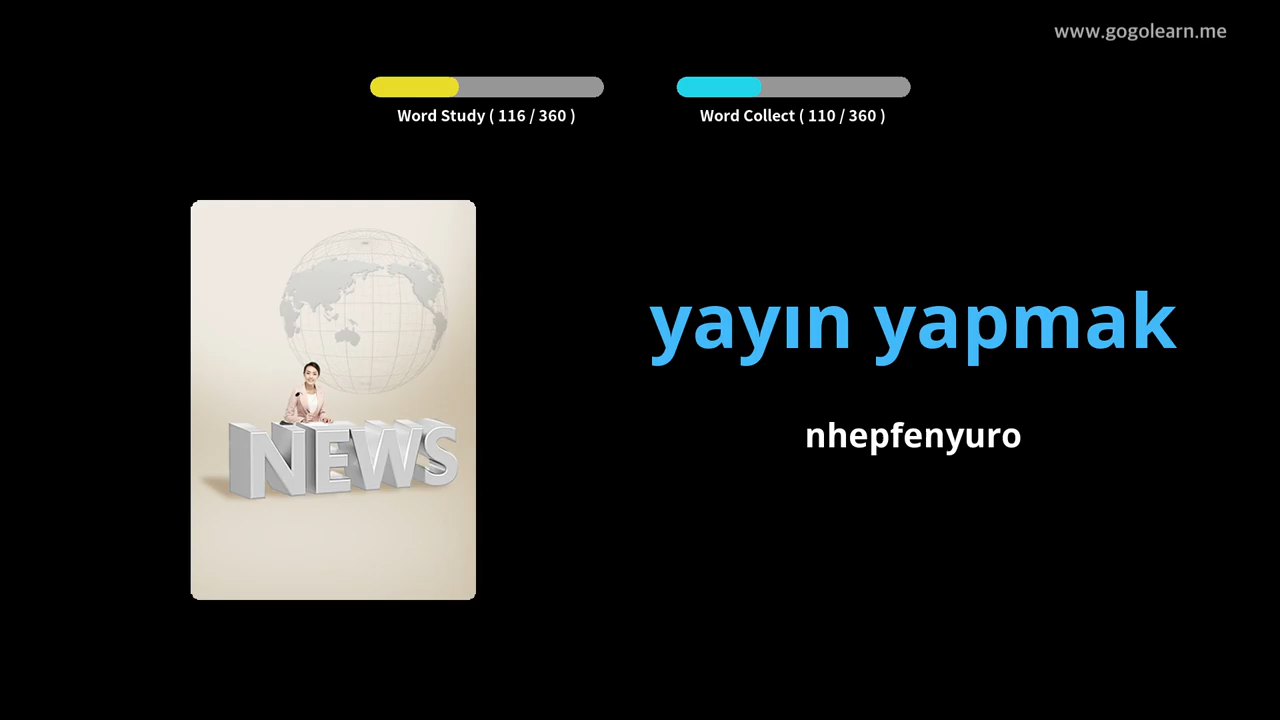 www.gogolearn.me
Word Study ( 116 / 360 )
Word Collect ( 110 / 360 )
NEWS
yayın yapmak
nhepfenyuro